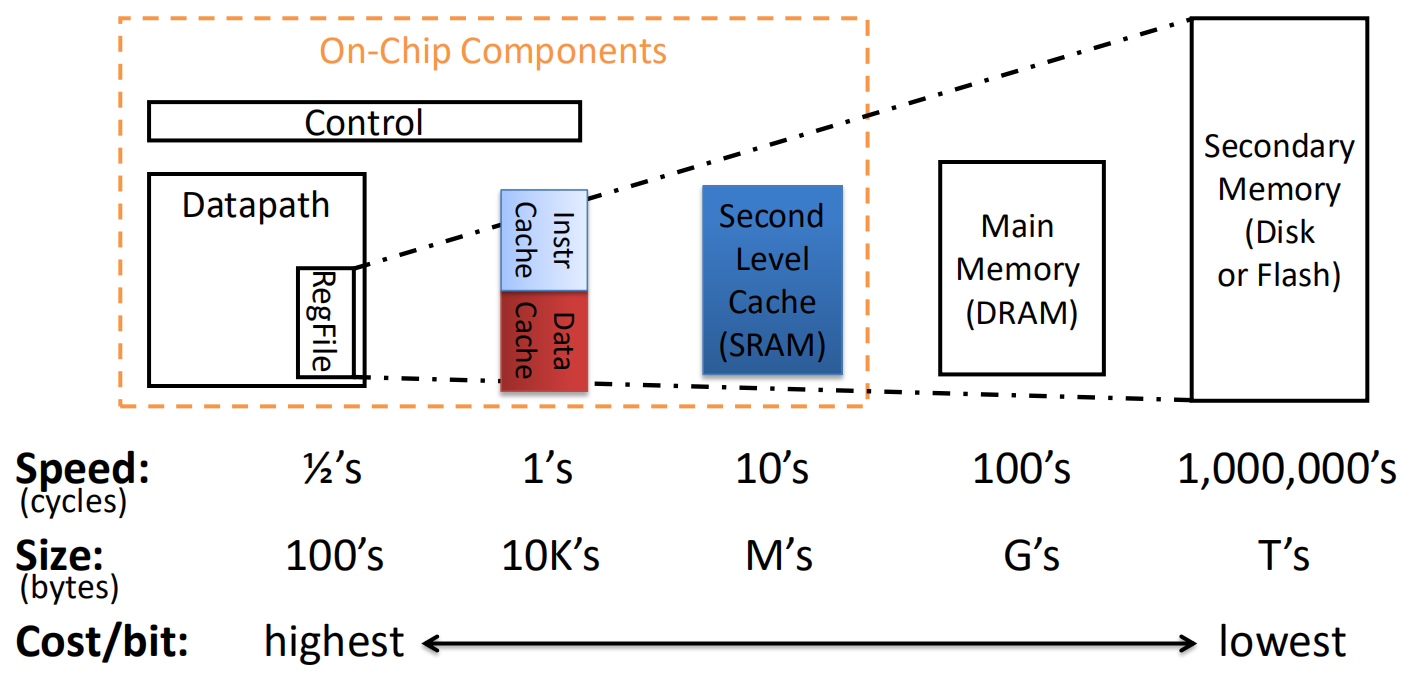 On-Chip Components
Control
Datapath
RegFile
Instr
Cache
Data
Cache
Second
Level
Cache
(SRAM)
Main
Memory
(DRAM)
Secondary
Memory
(Disk
or Flash)
Speed: ½’s 1’s 10’s 100’s 1,000,000’s
(cycles)
Size: 100’s 10K’s M’s G’s T’s
(bytes)
Cost/bit: highest lowest